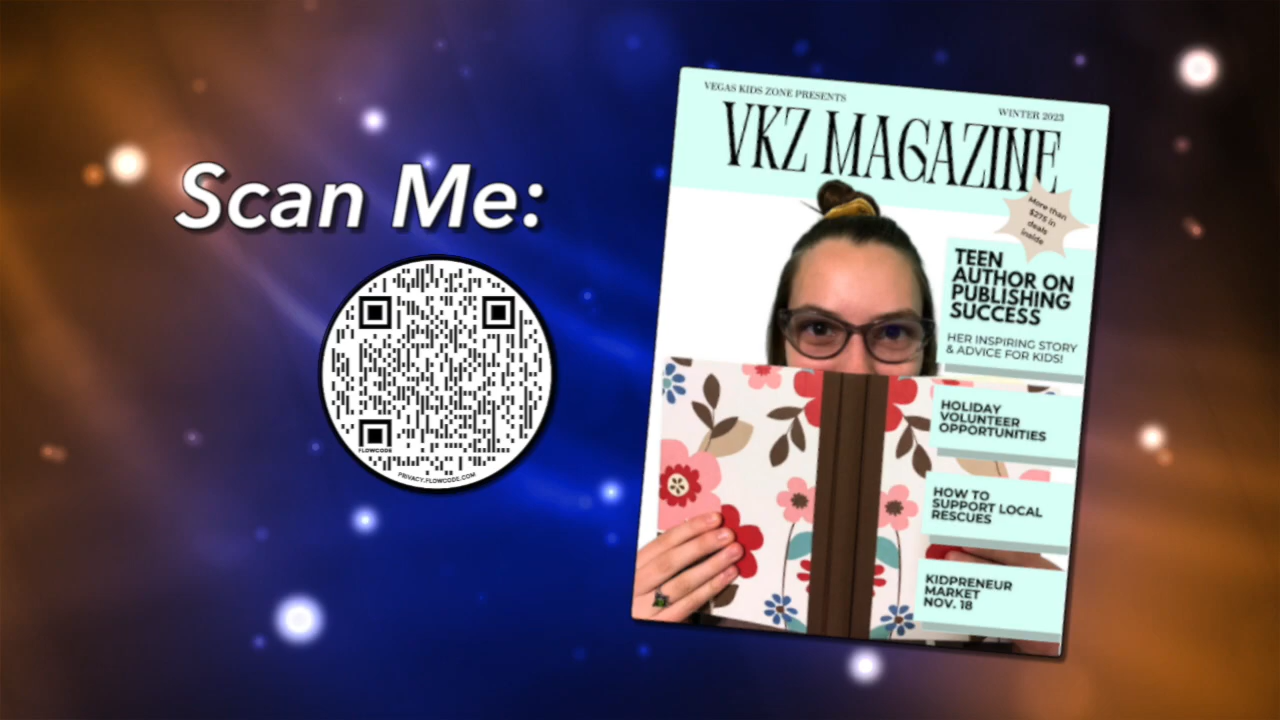 Scan Me:
FLOWCODE
PRIVACY.FLOWCODE.COM
VEGAS KIDS ZONE PRESENTS
WINTER 2023
VKZ MAGAZINE
More than
$275 in
deals
inside
TEEN
AUTHOR ON
PUBLISHING
SUCCESS
HER INSPIRING STORY
& ADVICE FOR KIDS!
HOLIDAY
VOLUNTEER
OPPORTUNITIES
HOW TO
SUPPORT LOCAL
RESCUES
KIDPRENEUR
MARKET
NOV. 18